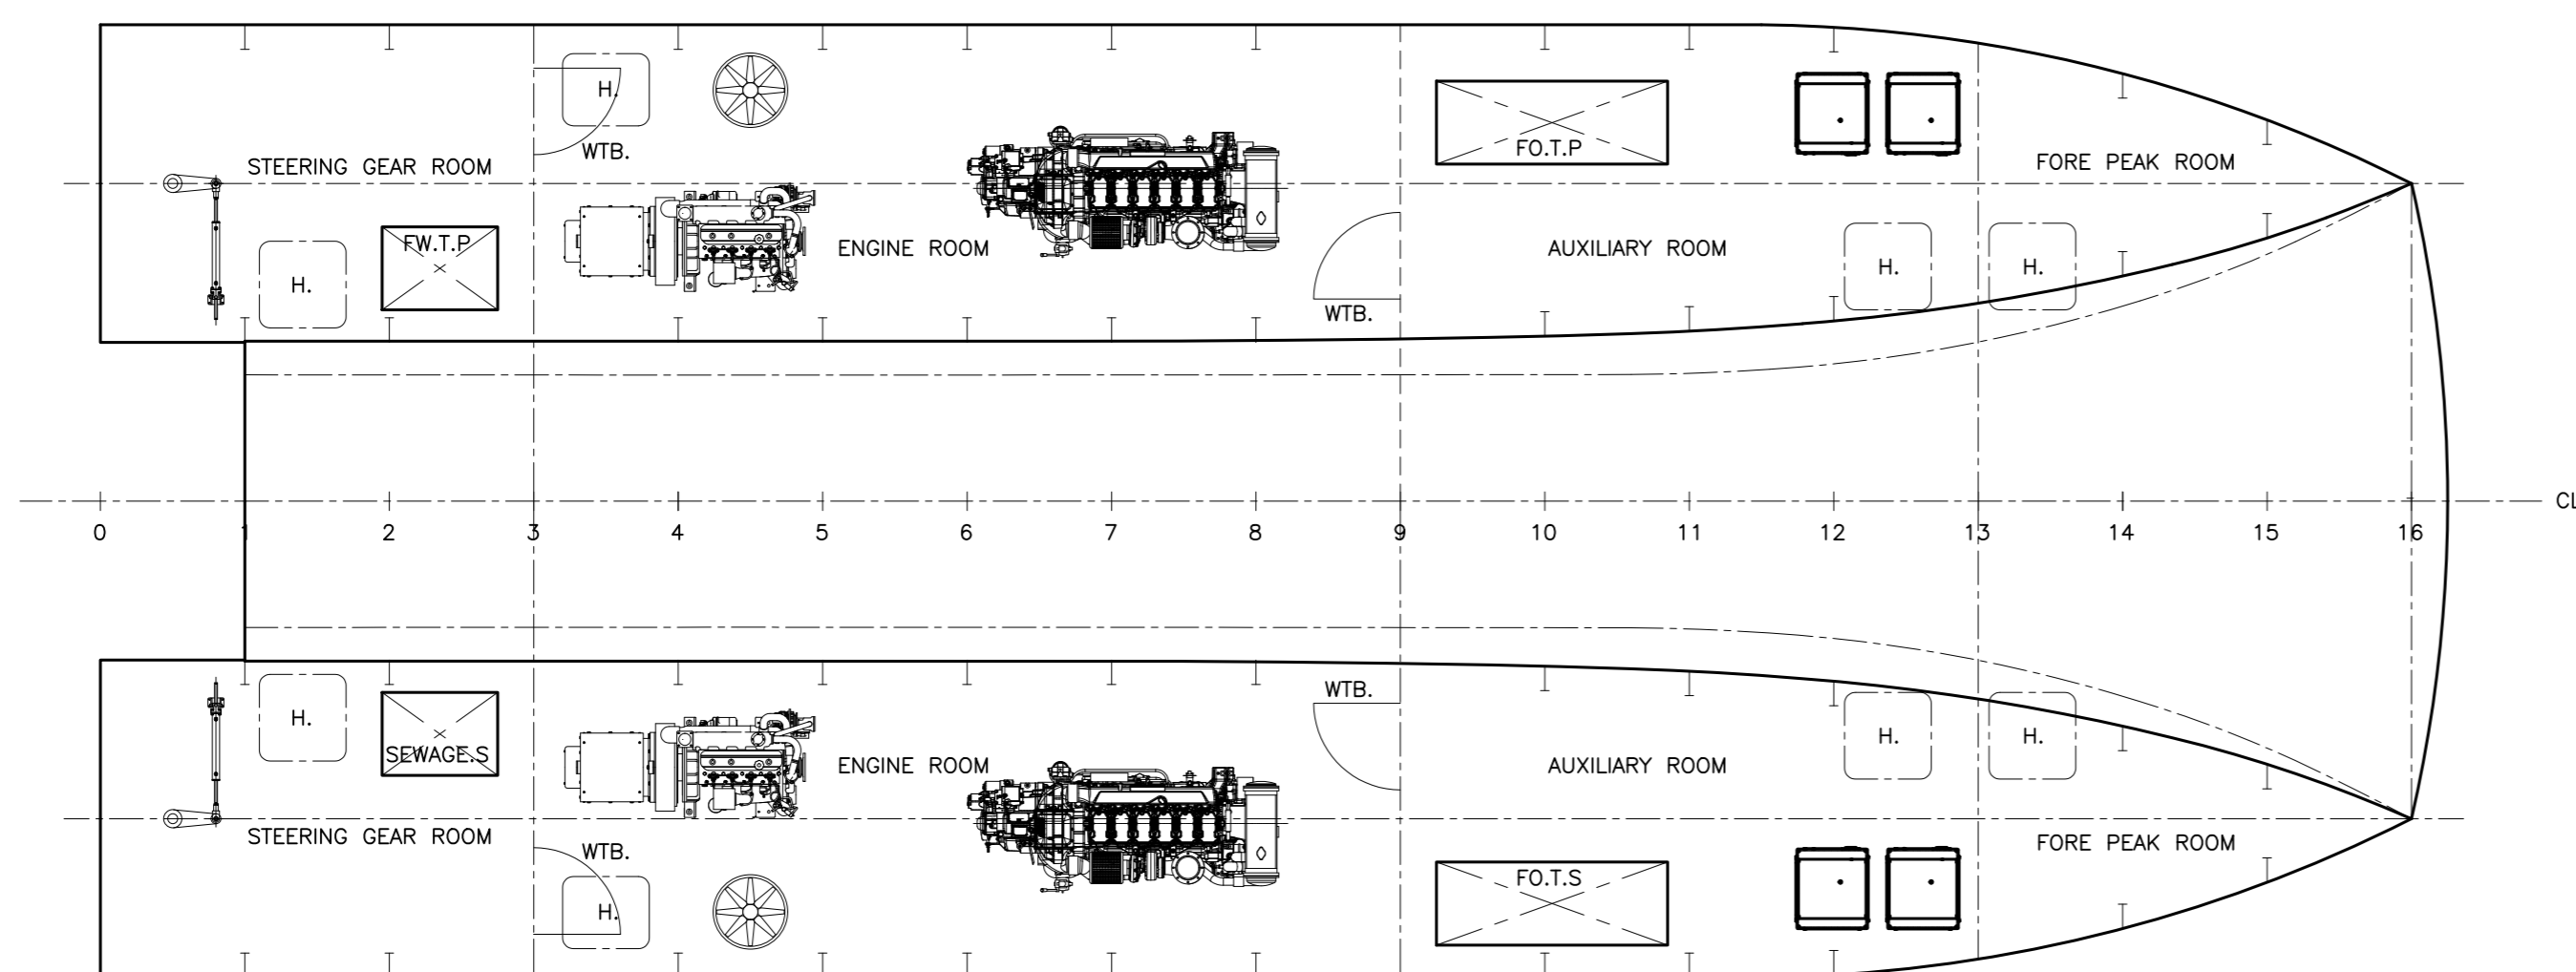 H.
WTB.
STEERING GEAR ROOM
FO.T.P
FORE PEAK ROOM
FW.T.P
ENGINE ROOM
AUXILIARY ROOM
H.
H.
H.
WTB.
CL
0 1 2 3 4 5 6 7 8 9 10 11 12 13 14 15 16
WTB.
H.
SEWAGE.S
ENGINE ROOM
AUXILIARY ROOM
H.
H.
STEERING GEAR ROOM
FORE PEAK ROOM
WTB.
FO.T.S
H.